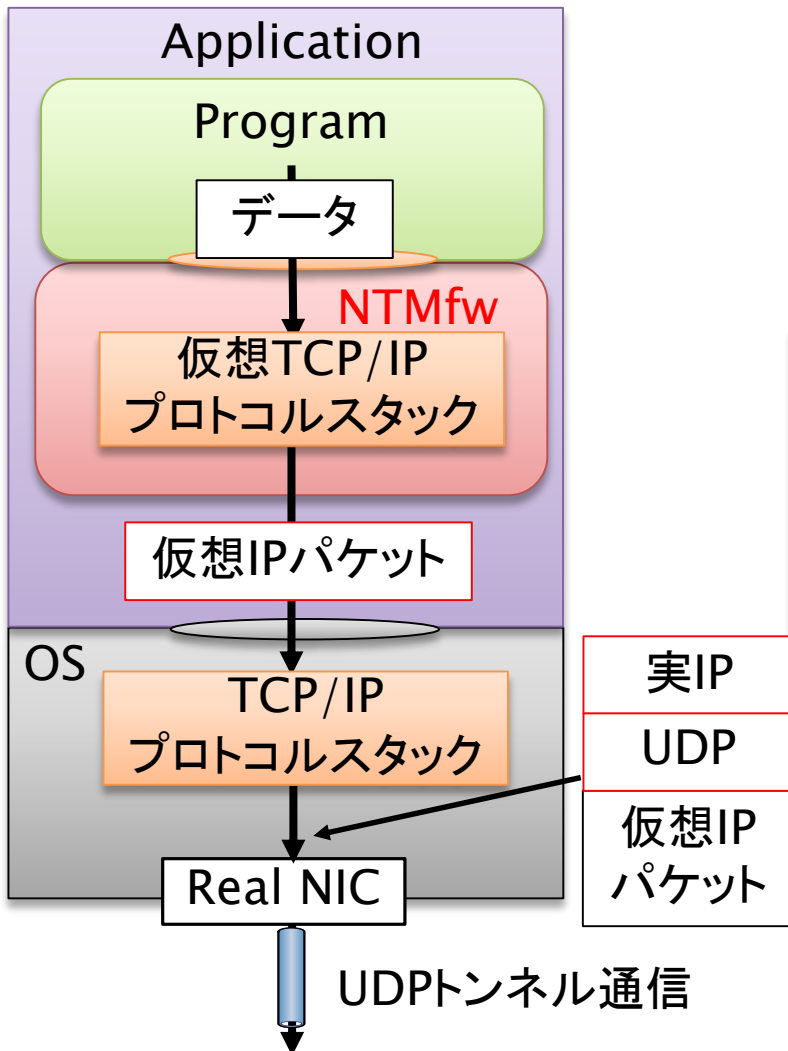 Application
Program
データ
NTMfw
仮想TCP/IP
プロトコルスタック
仮想IPパケット
OS
TCP/IP
プロトコルスタック
実IP
UDP
仮想IP
パケット
Real NIC
UDPトンネル通信